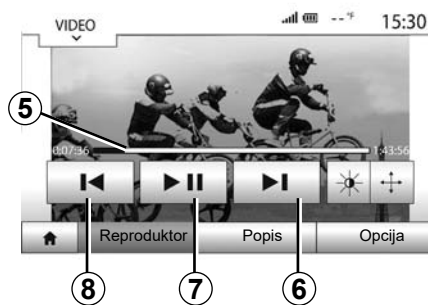 VIDEO
--°F 15:30
5
0:07:36 1:43:56
Reproduktor Popis Opcija
8 7 6